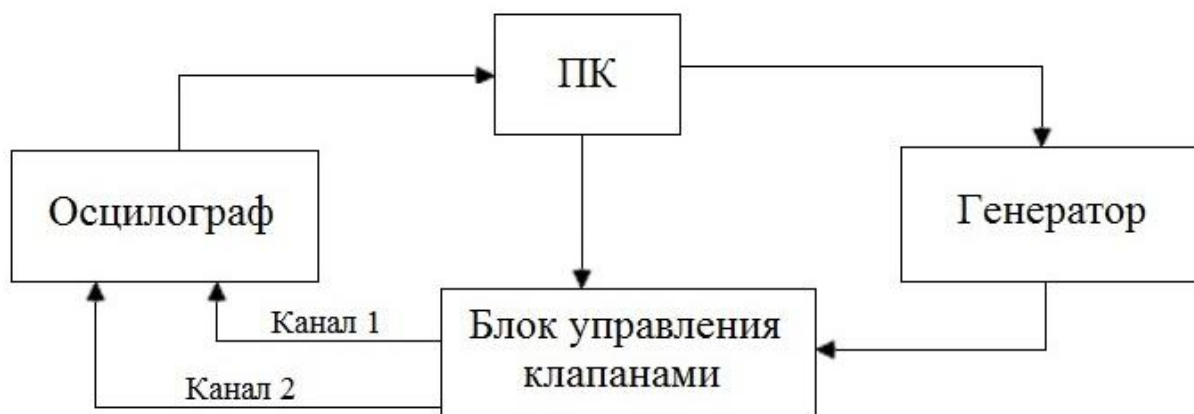 ПК
Осцилограф
Генератор
Канал 1
Блок управления
клапанами
Канал 2